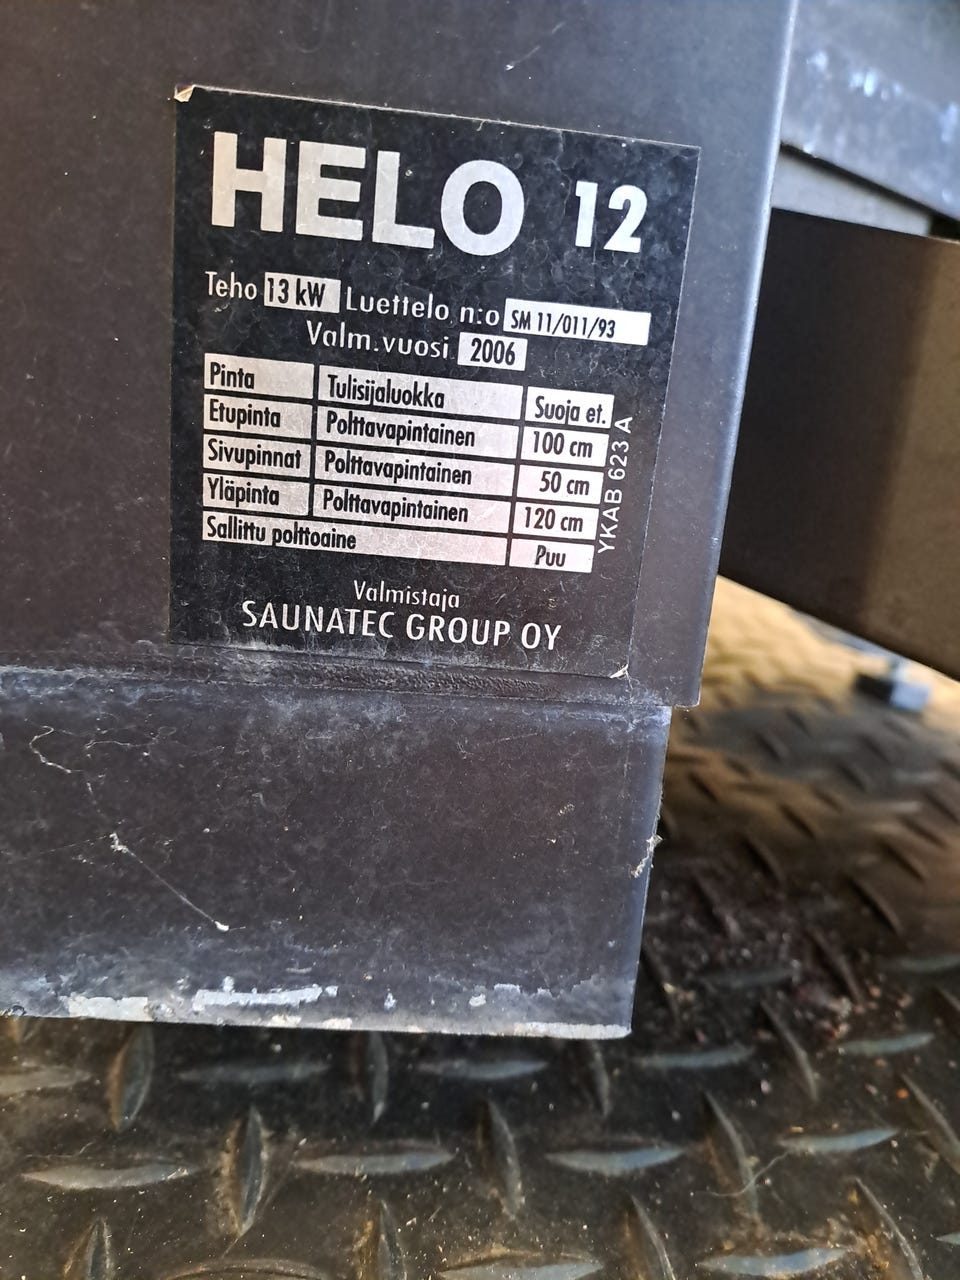 HELO 12
Teho 13 kW Luettelo n:o SM 11/011/93
Valm.vuosi 2006
Pinta Tulisijaluokka Suoja et.
Etupinta Polttavapintainen 100 cm
Sivupinnat Polttavapintainen 50 cm
Yläpinta Polttavapintainen 120 cm
Sallittu polttoaine Puu
YKAB 623 A
Valmistaja
SAUNATEC GROUP OY